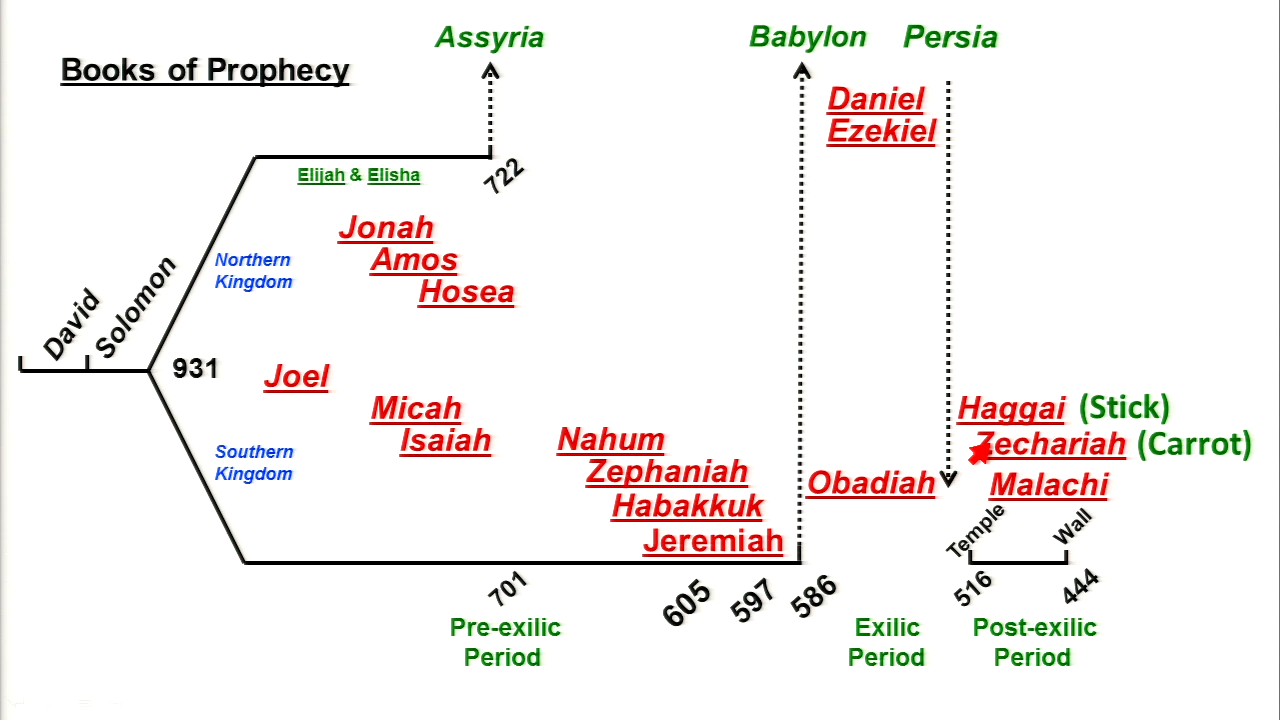 Assyria
Babylon
Persia
Books of Prophecy
Daniel
Ezekiel
Elijah & Elisha
722
Jonah
Northern
Kingdom
Amos
Hosea
David
Solomon
931
Joel
Micah
Isaiah
Haggai (Stick)
Zechariah (Carrot)
Southern
Kingdom
Nahum
Zephaniah
Habakkuk
Jeremiah
Obadiah
Malachi
Temple
Wall
701
605
597
586
516
444
Pre-exilic
Period
Exilic
Period
Post-exilic
Period